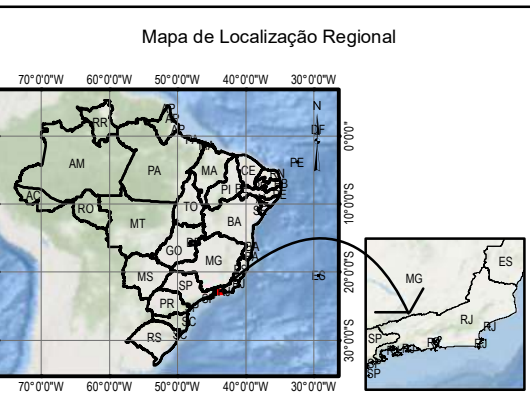 Mapa de Localização Regional
70°0'0"W 60°0'0"W 50°0'0"W 40°0'0"W 30°0'0"W
N
RR
AP
DF
0°0'0"
AM
PA
MA
CE
PE
AC
RO
TO
PI
10°0'0"S
MT
BA
GO
MG
20°0'0"S
ES
MS
SP
PR
SC
RS
30°0'0"S
70°0'0"W 60°0'0"W 50°0'0"W 40°0'0"W 30°0'0"W
MG
ES
RJ
RJ
SP
RJ
RJ
SP